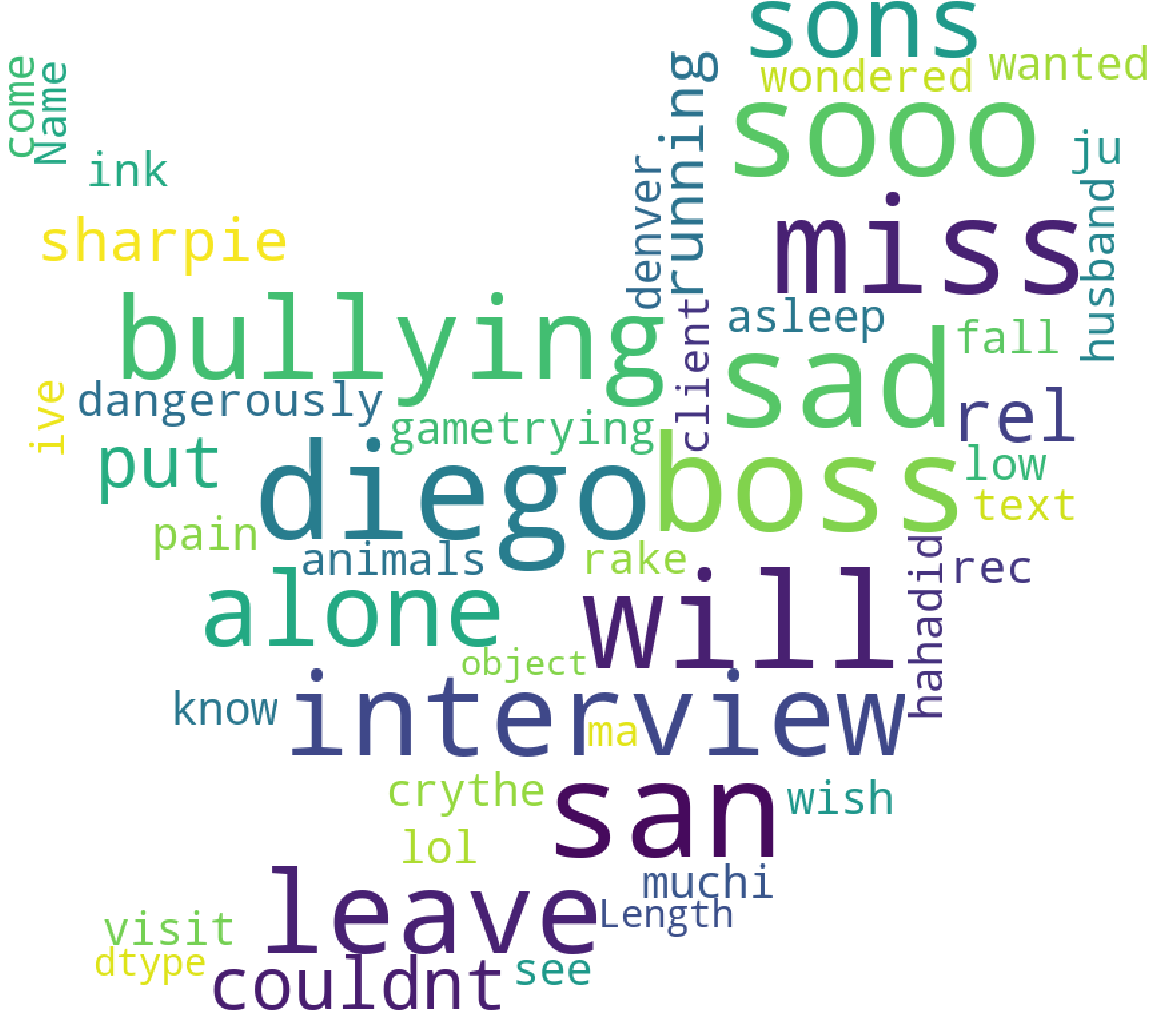 sons
wondered
wanted
come
Name
running
sooo
ju
ink
denver
husband
miss
sharpie
bullying
client
asleep
fall
sad
ive
dangerously
gametrying
rel
put
diego
boss
low
text
pain
animals
rake
hahadid
rec
alone
will
object
know
interview
ma
crythe
san
wish
lol
muchi
leave
Length
visit
dtype
couldnt
see